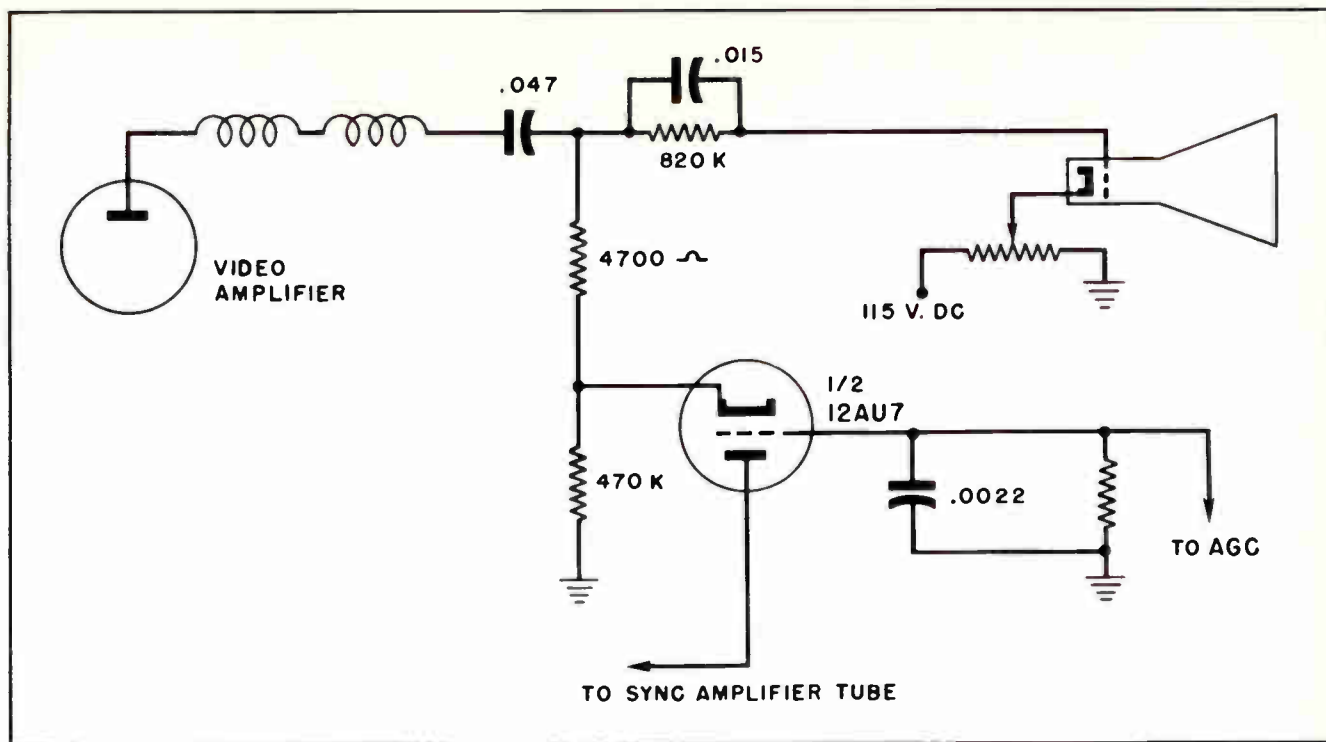 .047
.015
820 K
4700 Ω
VIDEO
AMPLIFIER
115 V. DC
1/2
12AU7
470 K
.0022
TO AGC
TO SYNC AMPLIFIER TUBE